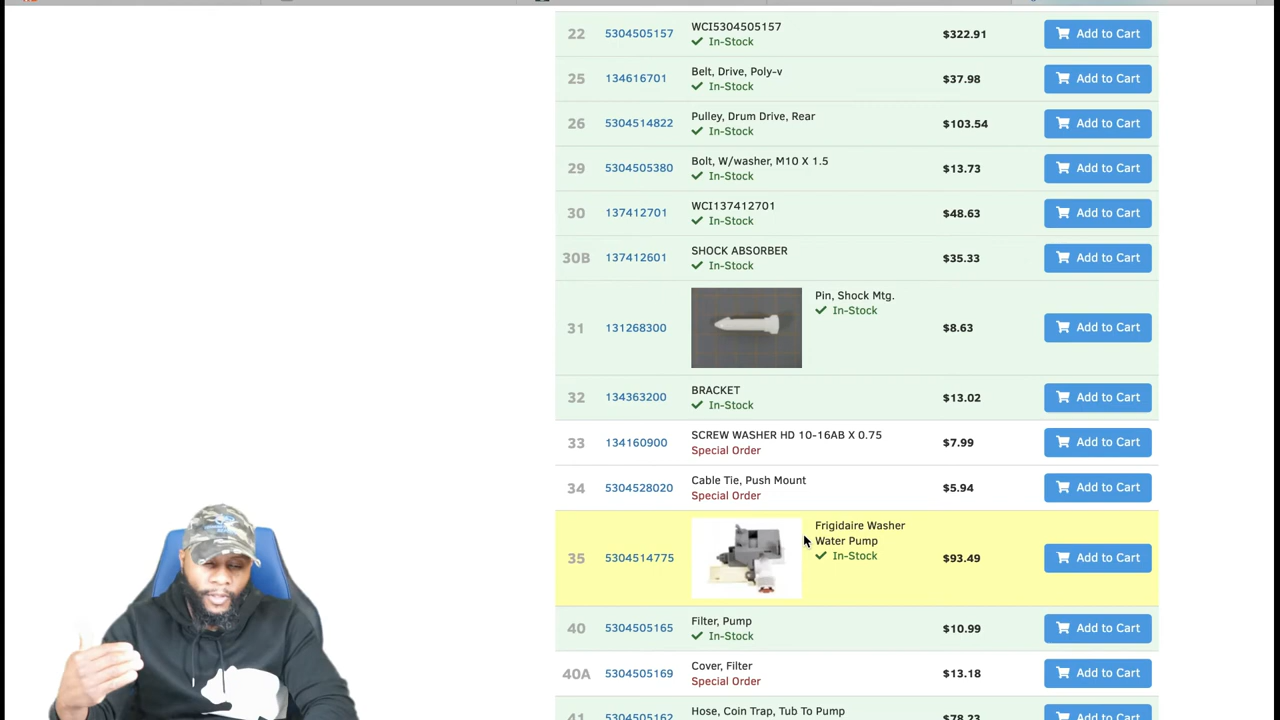 22 5304505157 WCI5304505157 $322.91 Add to Cart
In-Stock
25 134616701 Belt, Drive, Poly-v $37.98 Add to Cart
In-Stock
26 5304514822 Pulley, Drum Drive, Rear $103.54 Add to Cart
In-Stock
29 5304505380 Bolt, W/washer, M10 X 1.5 $13.73 Add to Cart
In-Stock
30 137412701 WCI137412701 $48.63 Add to Cart
In-Stock
30B 137412601 SHOCK ABSORBER $35.33 Add to Cart
In-Stock
31 131268300 Pin, Shock Mtg. $8.63 Add to Cart
In-Stock
32 134363200 BRACKET $13.02 Add to Cart
In-Stock
33 134160900 SCREW WASHER HD 10-16AB X 0.75 $7.99 Add to Cart
Special Order
34 5304528020 Cable Tie, Push Mount $5.94 Add to Cart
Special Order
35 5304514775 Frigidaire Washer $93.49 Add to Cart
Water Pump
In-Stock
40 5304505165 Filter, Pump $10.99 Add to Cart
In-Stock
40A 5304505169 Cover, Filter $13.18 Add to Cart
Special Order
41 5304505162 Hose, Coin Trap, Tub To Pump $78.23 Add to Cart